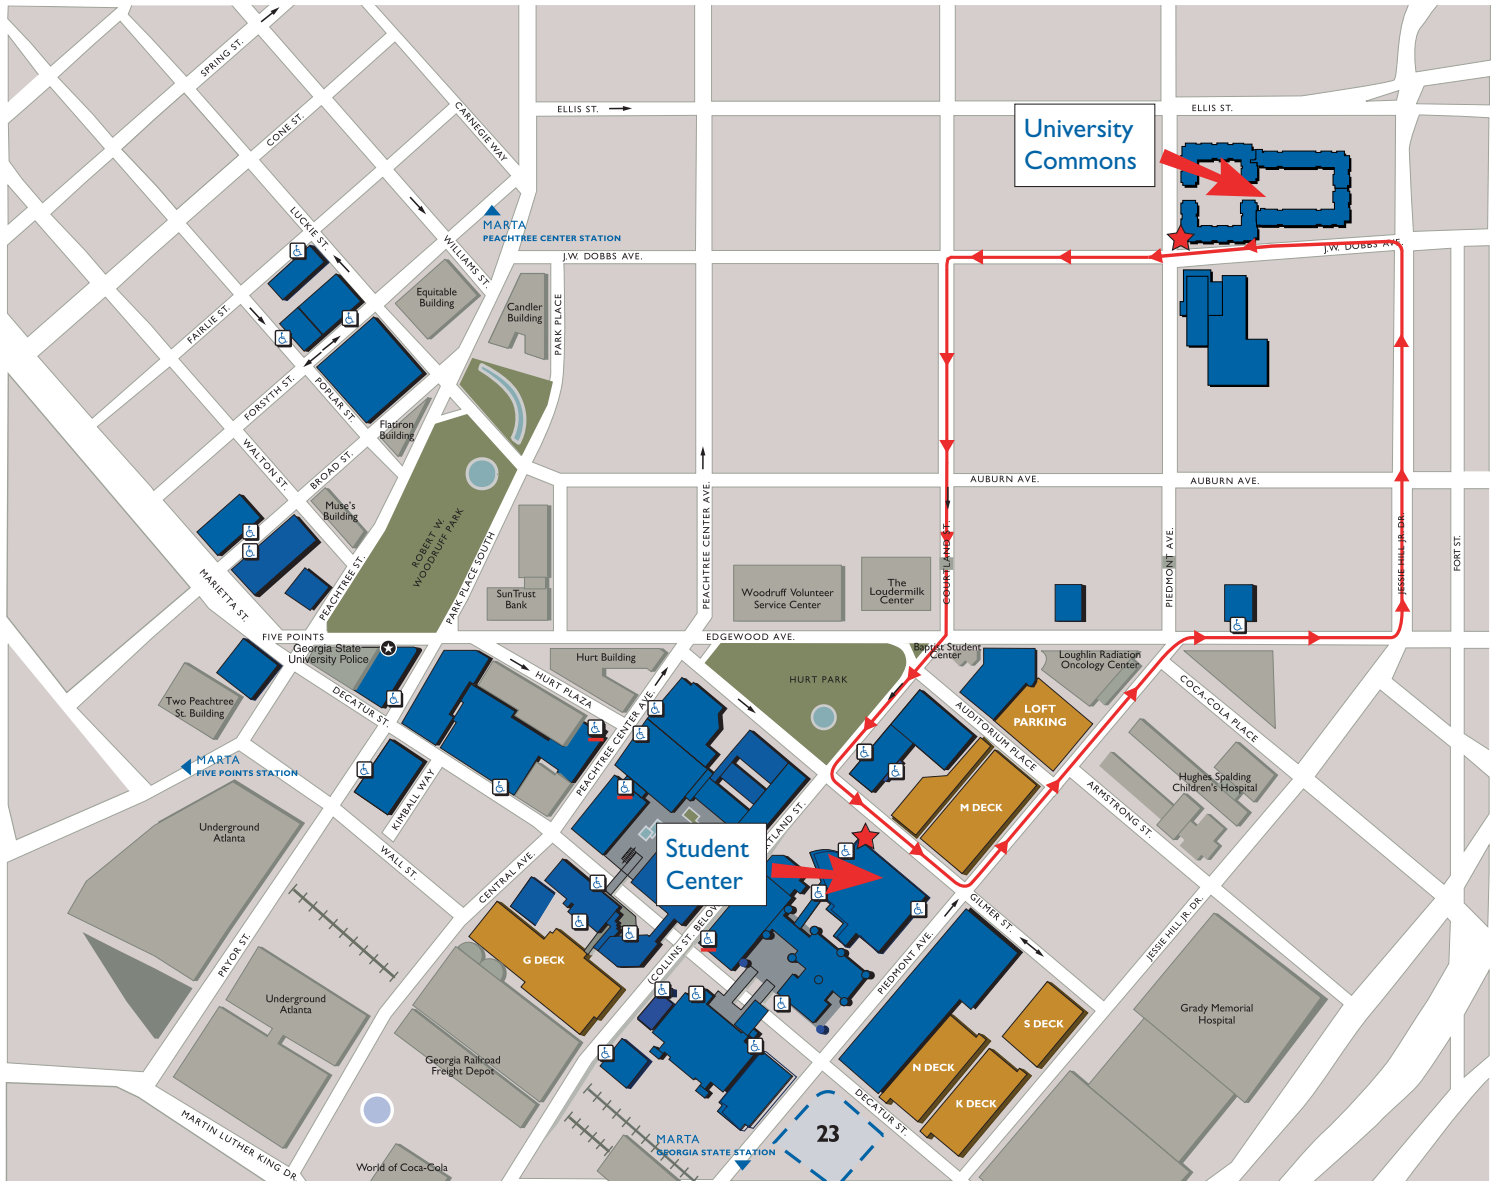 SPRING ST.
CONE ST.
CARNEGIE WAY
ELLIS ST.
ELLIS ST.
University
Commons
LUCKIE ST.
MARTA
PEACHTREE CENTER STATION
WILLIAMS ST.
J.W. DOBBS AVE.
J.W. DOBBS AVE.
Equitable
Building
Candler
Building
PARK PLACE
FAIRLIE ST.
FORSYTH ST.
POPLAR ST.
Flatiron
Building
WALTON ST.
BROAD ST.
Muse's
Building
ROBERT W.
WOODRUFF PARK
PARK PLACE SOUTH
PEACHTREE ST.
SunTrust
Bank
PEACHTREE CENTER AVE.
AUBURN AVE.
AUBURN AVE.
Woodruff Volunteer
Service Center
The
Loudermilk
Center
COURTLAND ST.
PIEDMONT AVE.
JESSIE HILL JR. DR.
FORT ST.
MARIETTA ST.
FIVE POINTS
Georgia State
University Police
EDGEWOOD AVE.
Hurt Building
HURT PLAZA
HURT PARK
Baptist Student
Center
Loughlin Radiation
Oncology Center
Two Peachtree
St. Building
DECATUR ST.
PEACHTREE CENTER AVE.
AUDITORIUM PLACE
LOFT
PARKING
COCA-COLA PLACE
MARTA
FIVE POINTS STATION
KIMBALL WAY
M DECK
ARMSTRONG ST.
Hughes Spalding
Children's Hospital
Underground
Atlanta
WALL ST.
CENTRAL AVE.
Student
Center
RTLAND ST.
GILMER ST.
JESSIE HILL JR. DR.
PRYOR ST.
G DECK
(COLLINS ST. BELOW
PIEDMONT AVE.
Underground
Atlanta
Georgia Railroad
Freight Depot
S DECK
Grady Memorial
Hospital
N DECK
K DECK
DECATUR ST.
23
MARTIN LUTHER KING DR.
World of Coca-Cola
MARTA
GEORGIA STATE STATION